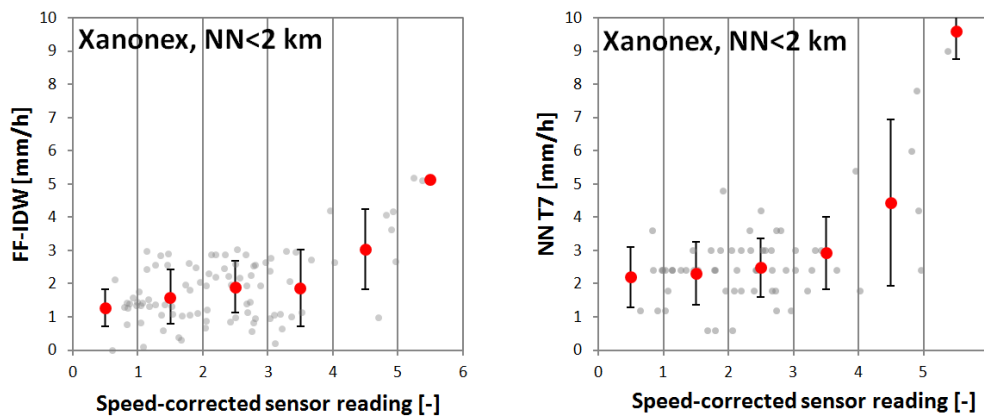 Xanonex, NN<2 km
FF-IDW [mm/h]
10
9
8
7
6
5
4
3
2
1
0
0 1 2 3 4 5 6
Speed-corrected sensor reading [-]
Xanonex, NN<2 km
NN T7 [mm/h]
10
9
8
7
6
5
4
3
2
1
0
0 1 2 3 4 5
Speed-corrected sensor reading [-]